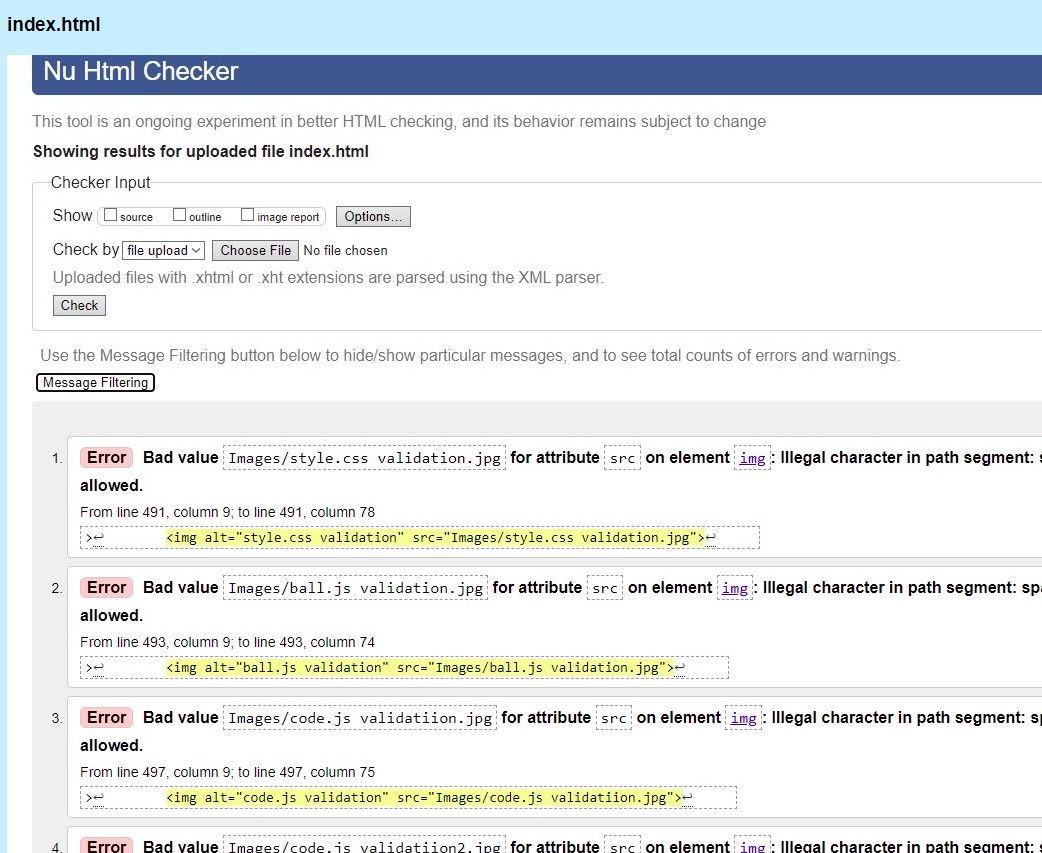 index.html
Nu Html Checker
This tool is an ongoing experiment in better HTML checking, and its behavior remains subject to change
Showing results for uploaded file index.html
Checker Input
Show source outline image report Options...
Check by file upload Choose File No file chosen
Uploaded files with .xhtml or .xht extensions are parsed using the XML parser.
Check
Use the Message Filtering button below to hide/show particular messages, and to see total counts of errors and warnings.
Message Filtering
1. Error Bad value Images/style.css validation.jpg for attribute src on element img: Illegal character in path segment:
allowed.
From line 491, column 9; to line 491, column 78
>↩ <img alt="style.css validation" src="Images/style.css validation.jpg">↩
2. Error Bad value Images/ball.js validation.jpg for attribute src on element img: Illegal character in path segment:
allowed.
From line 493, column 9; to line 493, column 74
>↩ <img alt="ball.js validation" src="Images/ball.js validation.jpg">↩
3. Error Bad value Images/code.js validatiion.jpg for attribute src on element img: Illegal character in path segment:
allowed.
From line 497, column 9; to line 497, column 75
>↩ <img alt="code.js validation" src="Images/code.js validatiion.jpg">↩
4. Error Bad value Images/code.js validatiion2.jpg for attribute src on element img: Illegal character in path segment: